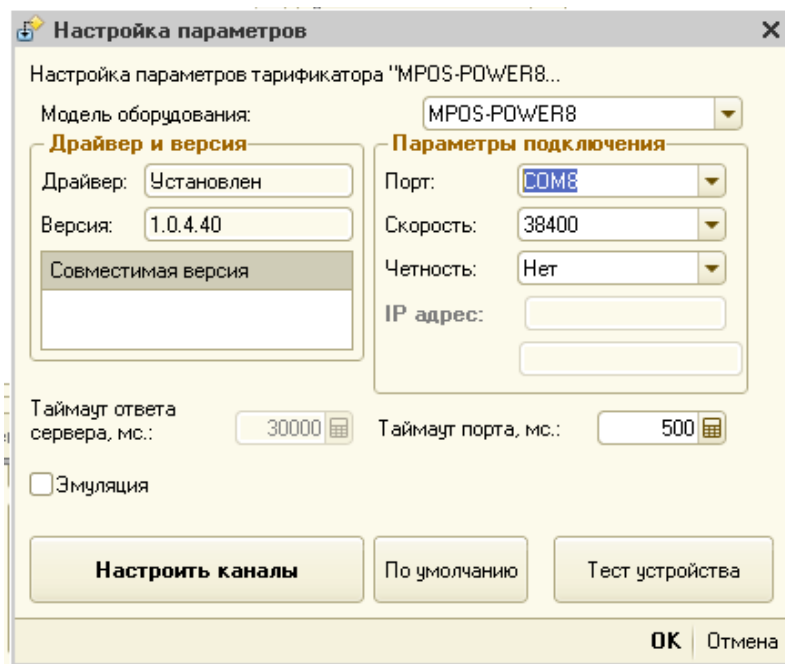 Настройка параметров
Настройка параметров тарификатора "MPOS-POWER8...
Модель оборудования: MPOS-POWER8
Драйвер и версия
Драйвер: Установлен
Версия: 1.0.4.40
Совместимая версия
Параметры подключения
Порт: COM8
Скорость: 38400
Четность: Нет
IP адрес:
Таймаут ответа
сервера, мс.: 30000
Таймаут порта, мс.: 500
Эмуляция
Настроить каналы По умолчанию Тест устройства
OK Отмена